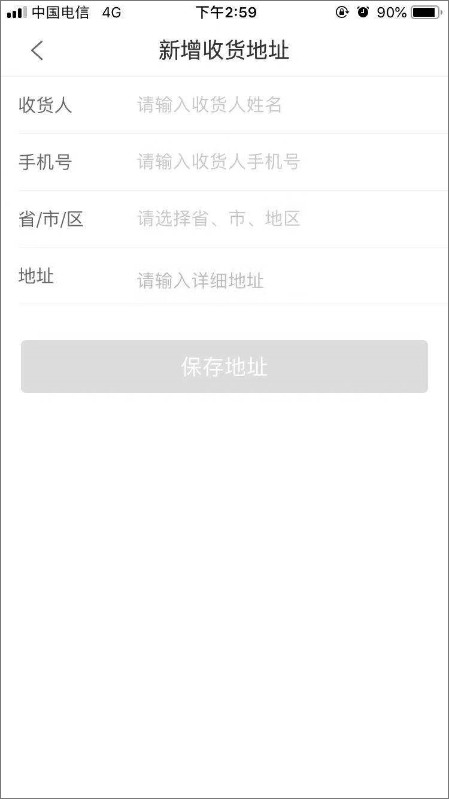 中国电信 4G 下午2:59 90%
新增收货地址
收货人 请输入收货人姓名
手机号 请输入收货人手机号
省/市/区 请选择省、市、地区
地址 请输入详细地址
保存地址